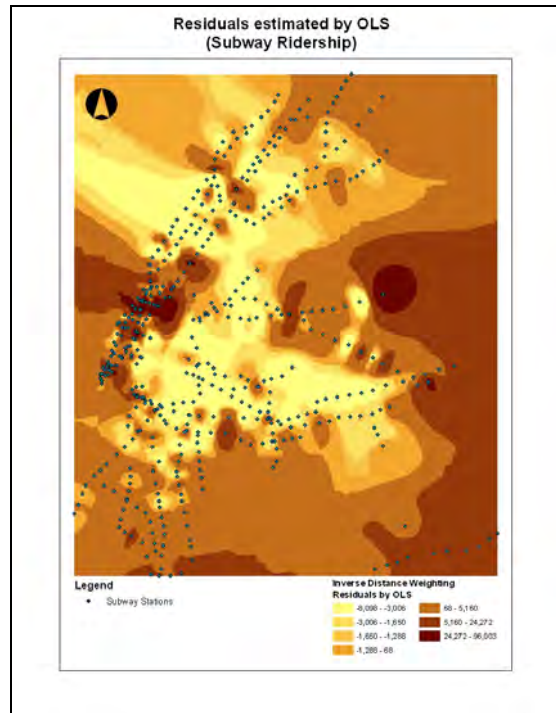 Residuals estimated by OLS
(Subway Ridership)
Legend
Subway Stations
Inverse Distance Weighting
Residuals by OLS
-8,098 - -3,006
-3,006 - -1,650
-1,650 - -1,288
-1,288 - 68
68 - 5,160
5,160 - 24,272
24,272 - 96,003